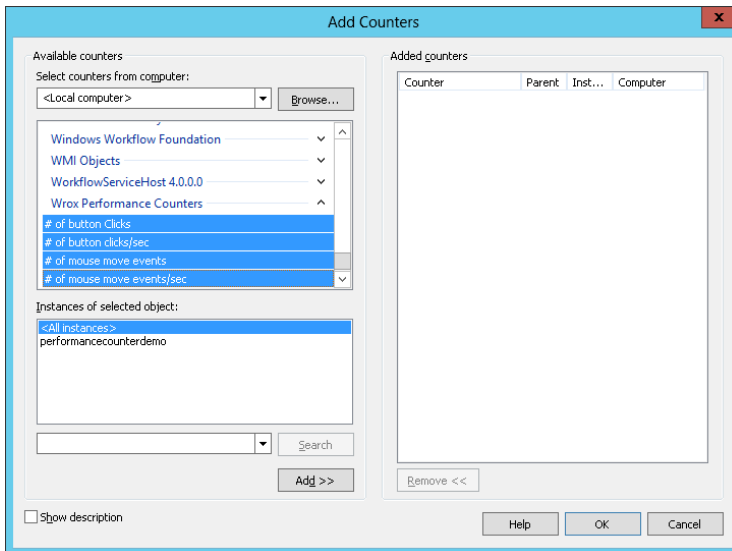 Add Counters
x
Available counters
Select counters from computer:
<Local computer>
Browse...
Windows Workflow Foundation
WMI Objects
WorkflowServiceHost 4.0.0.0
Wrox Performance Counters
# of button Clicks
# of button clicks/sec
# of mouse move events
# of mouse move events/sec
Instances of selected object:
<All instances>
performancecounterdemo
Search
Add >>
Show description
Added counters
Counter Parent Inst... Computer
Remove <<
Help OK Cancel